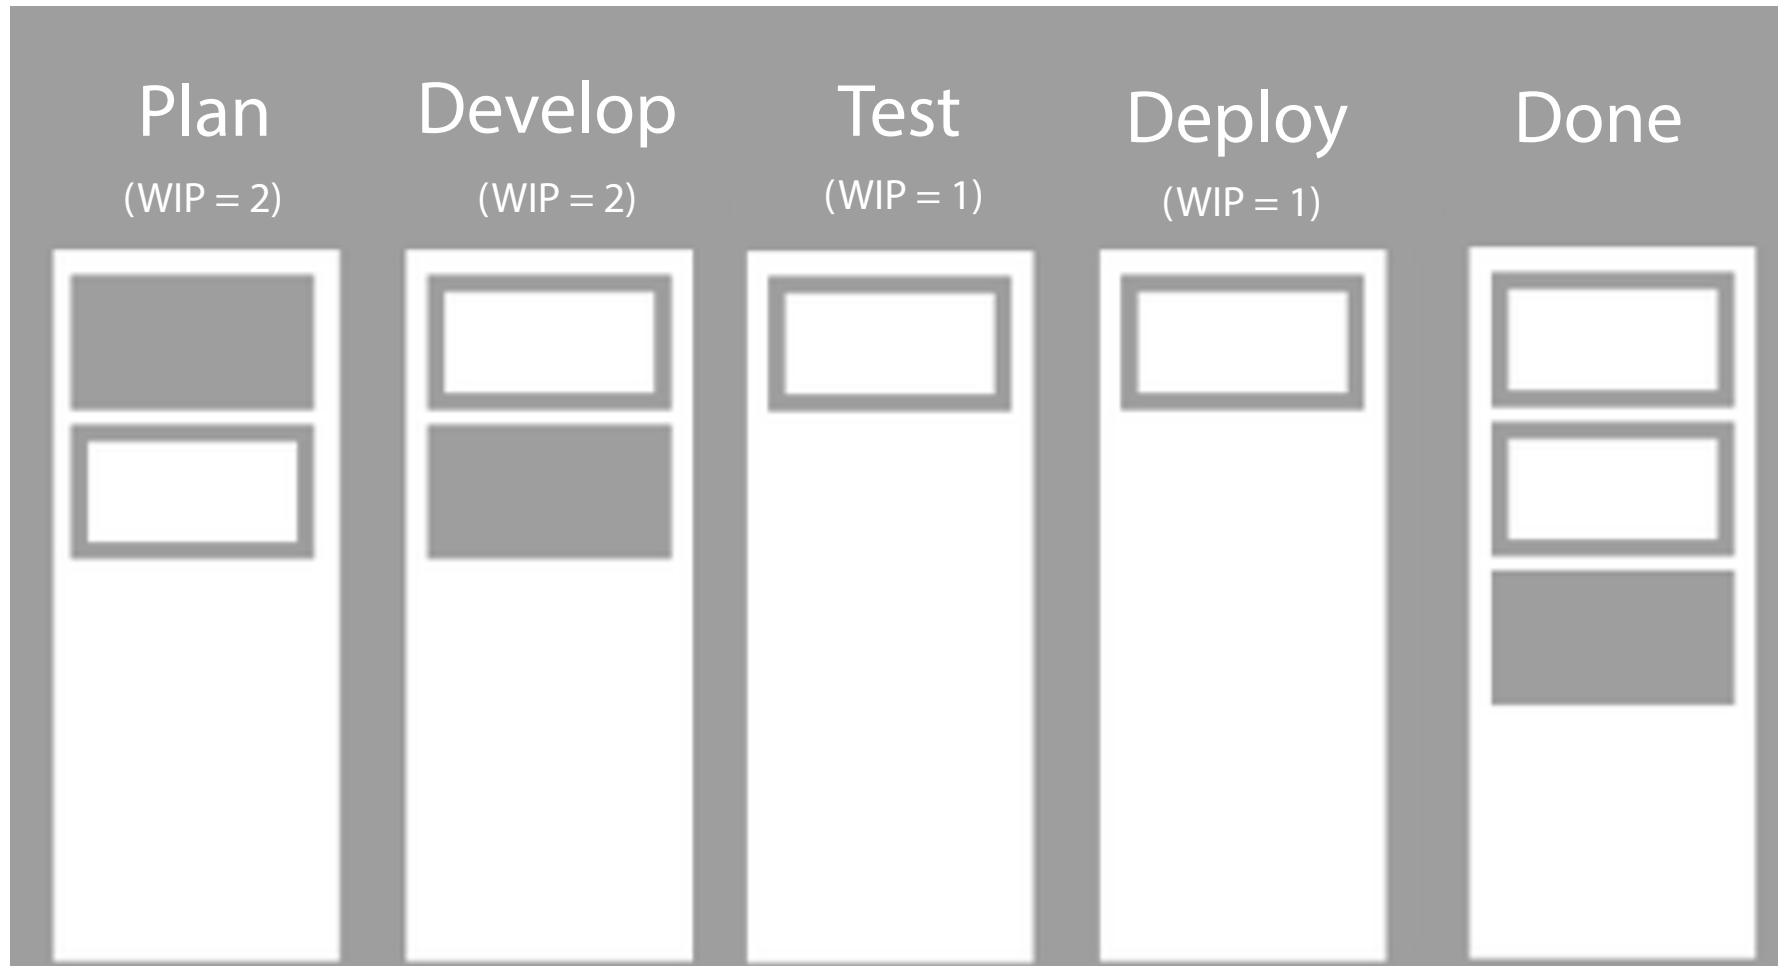 Plan
(WIP = 2)
Develop
(WIP = 2)
Test
(WIP = 1)
Deploy
(WIP = 1)
Done